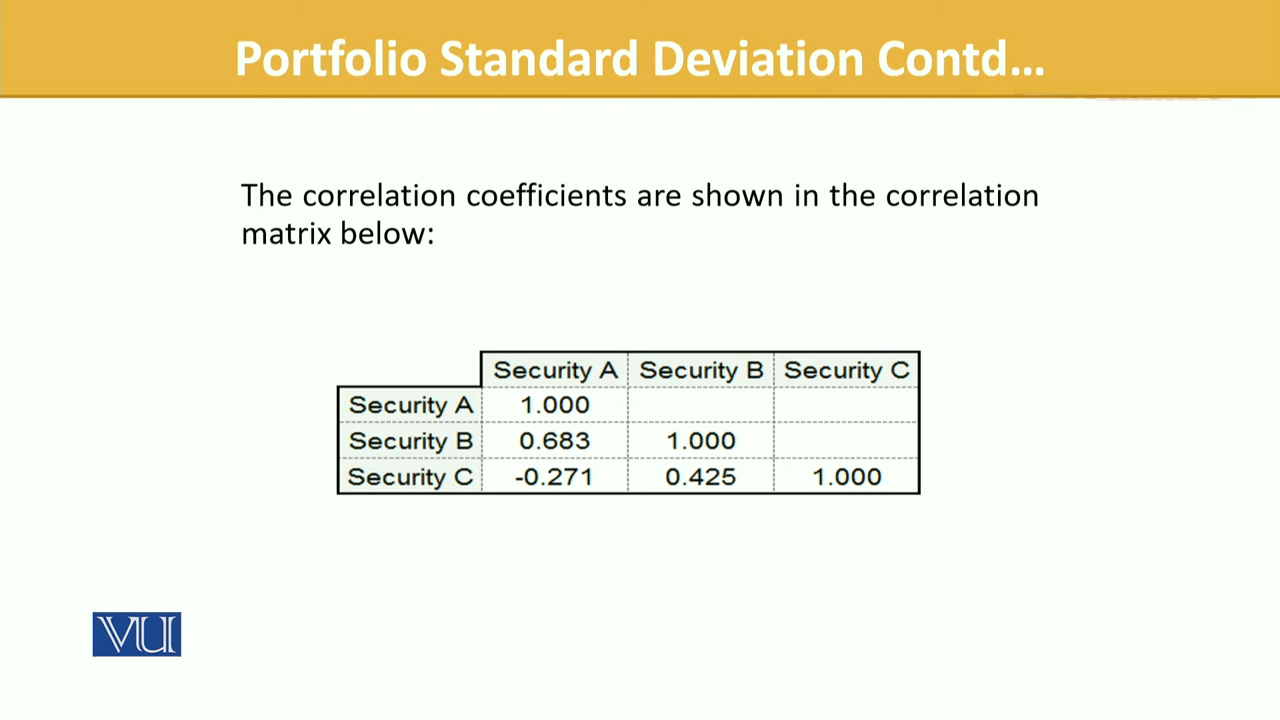 Portfolio Standard Deviation Contd...
The correlation coefficients are shown in the correlation
matrix below:
Security A Security B Security C
Security A 1.000
Security B 0.683 1.000
Security C -0.271 0.425 1.000
VU